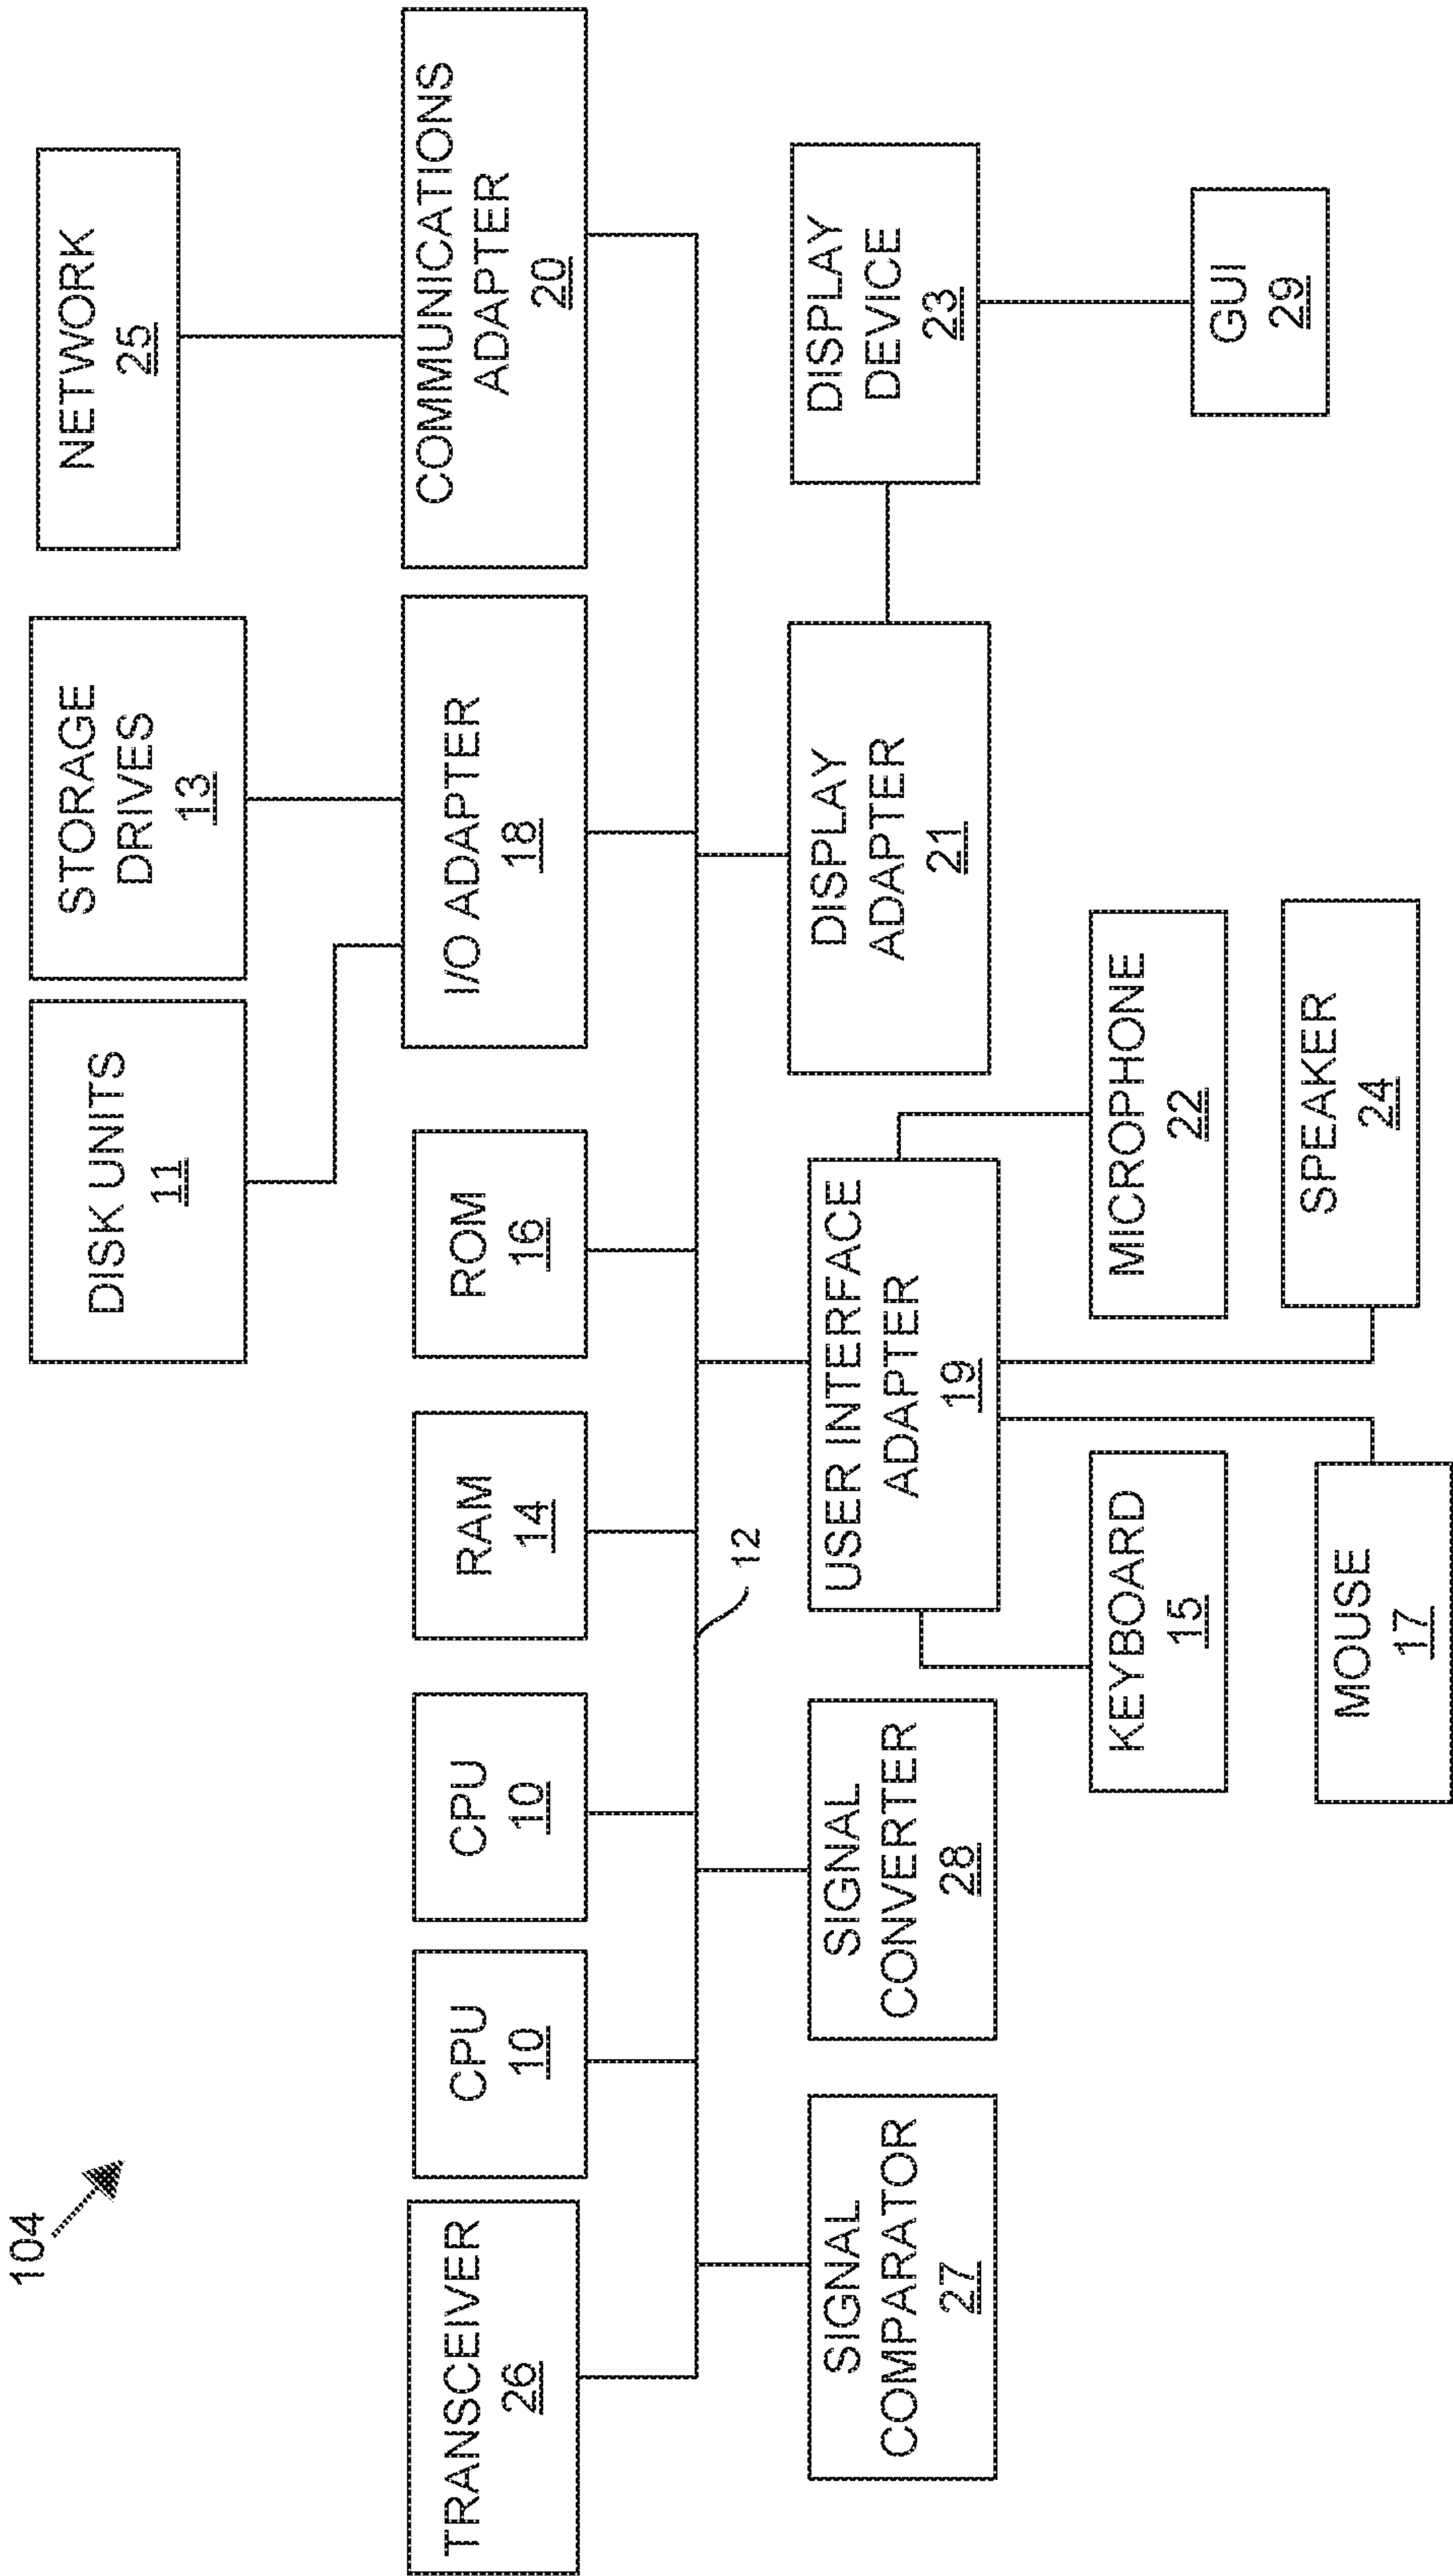 104
DISK UNITS
11
STORAGE
DRIVES
13
NETWORK
25
TRANSCEIVER
26
CPU
10
CPU
10
RAM
14
ROM
16
I/O ADAPTER
18
COMMUNICATIONS
ADAPTER
20
12
SIGNAL
COMPARATOR
27
SIGNAL
CONVERTER
28
USER INTERFACE
ADAPTER
19
DISPLAY
ADAPTER
21
DISPLAY
DEVICE
23
KEYBOARD
15
MICROPHONE
22
GUI
29
MOUSE
17
SPEAKER
24